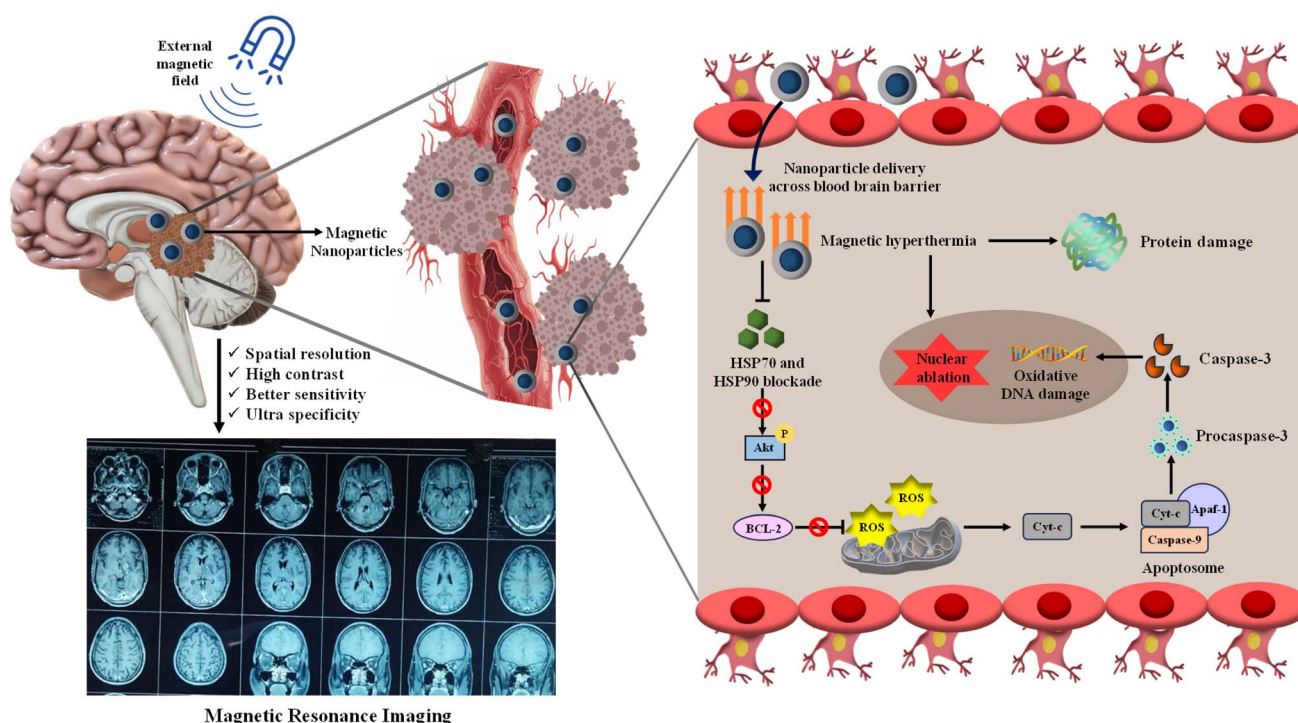 External
magnetic
field
Magnetic
Nanoparticles
✓ Spatial resolution
✓ High contrast
✓ Better sensitivity
✓ Ultra specificity
Magnetic Resonance Imaging
Nanoparticle delivery
across blood brain barrier
Magnetic hyperthermia
Protein damage
HSP70 and
HSP90 blockade
Nuclear
ablation
Oxidative
DNA damage
Caspase-3
Procaspase-3
P
Akt
BCL-2
ROS
ROS
Cyt-c
Cyt-c
Apaf-1
Caspase-9
Apoptosome